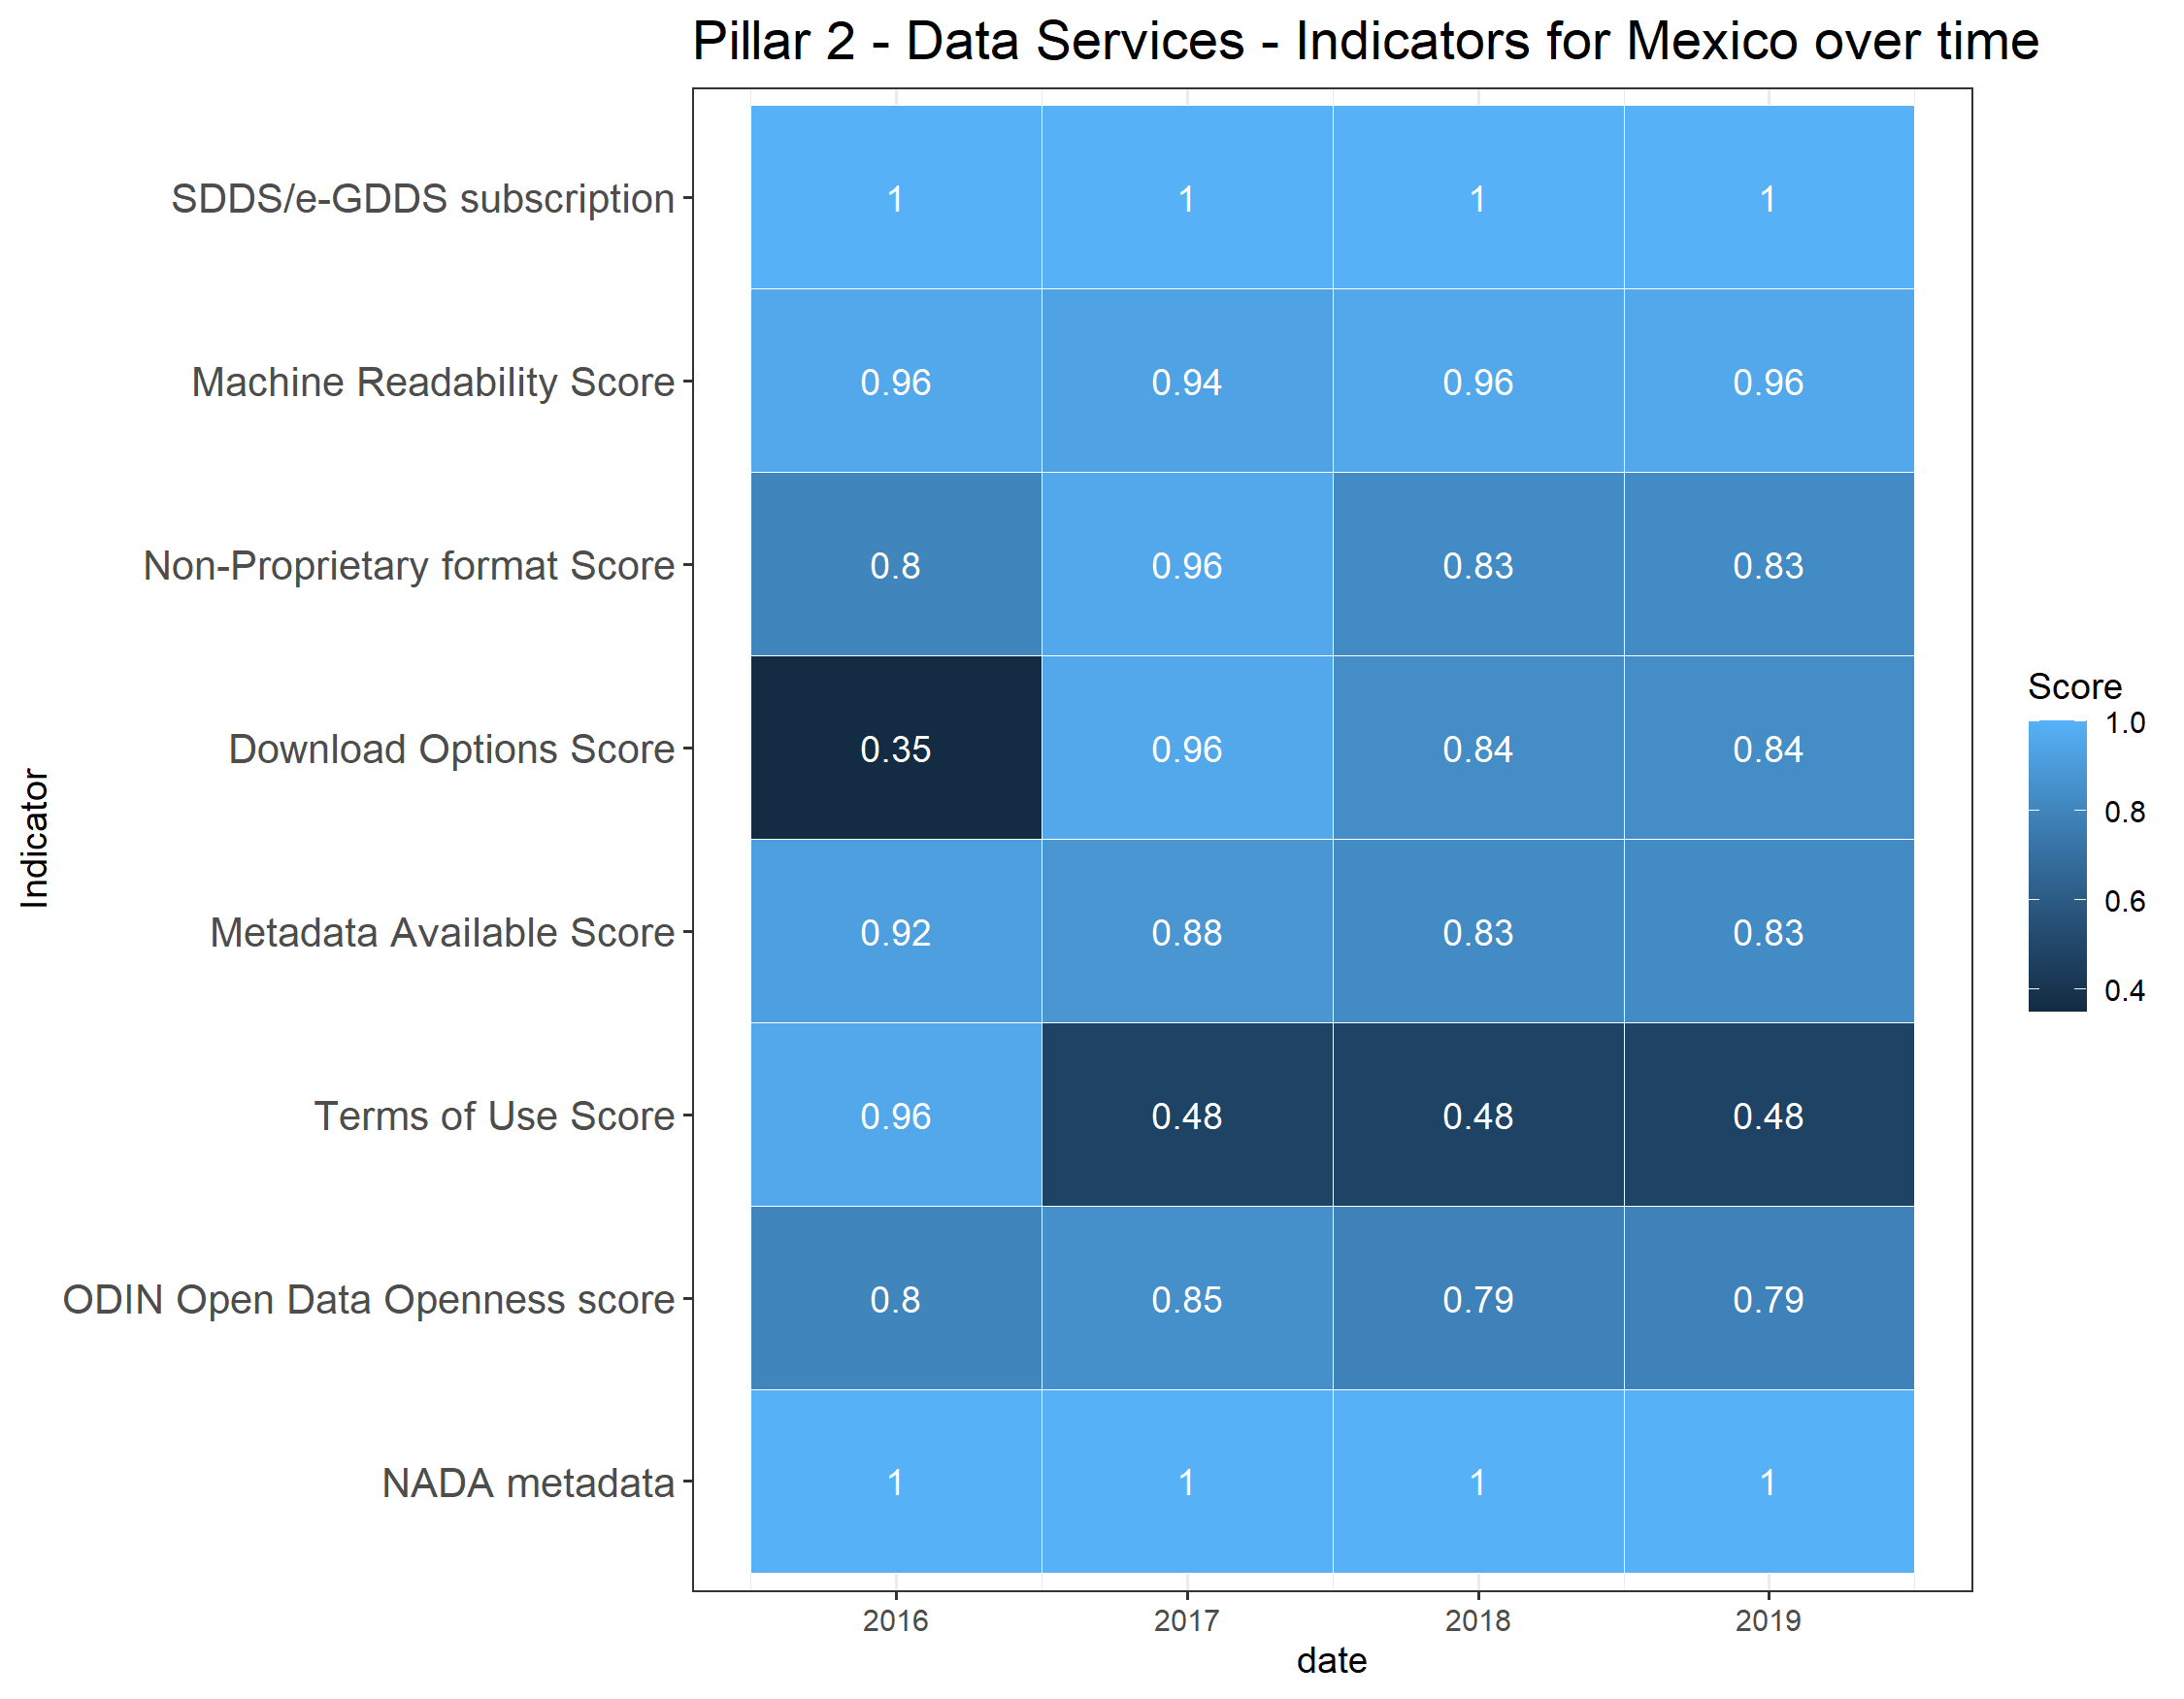 Pillar 2 - Data Services - Indicators for Mexico over time
SDDS/e-GDDS subscription 1 1 1 1
Machine Readability Score 0.96 0.94 0.96 0.96
Non-Proprietary format Score 0.8 0.96 0.83 0.83
Download Options Score 0.35 0.96 0.84 0.84
Metadata Available Score 0.92 0.88 0.83 0.83
Terms of Use Score 0.96 0.48 0.48 0.48
ODIN Open Data Openness score 0.8 0.85 0.79 0.79
NADA metadata 1 1 1 1
2016 2017 2018 2019
date
Indicator
Score
1.0
0.8
0.6
0.4